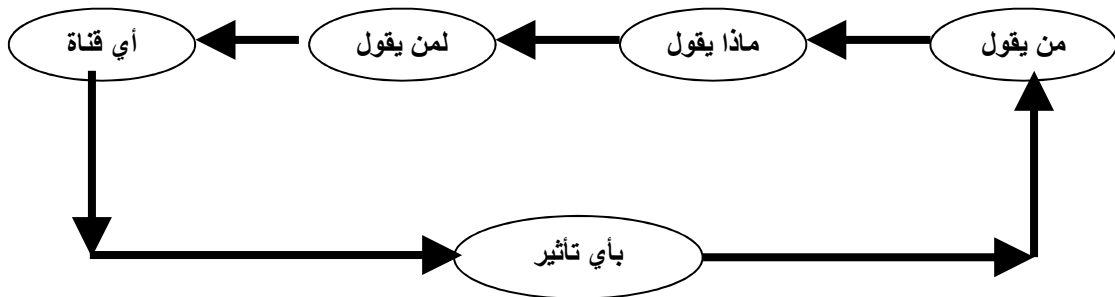 من يقول
ماذا يقول
لمن يقول
أي قناة
بأي تأثير